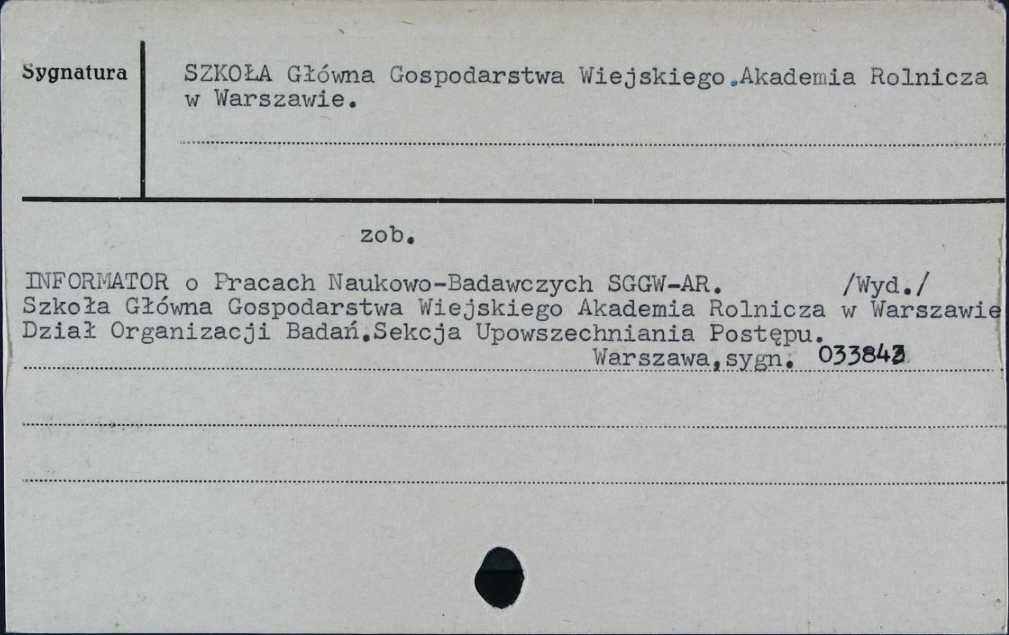 Sygnatura
SZKOŁA Główna Gospodarstwa Wiejskiego.Akademia Rolnicza
w Warszawie.
zob.
INFORMATOR o Pracach Naukowo-Badawczych SGGW-AR. /Wyd./
Szkoła Główna Gospodarstwa Wiejskiego Akademia Rolnicza w Warszawie
Dział Organizacji Badań.Sekcja Upowszechniania Postępu.
Warszawa,sygn.